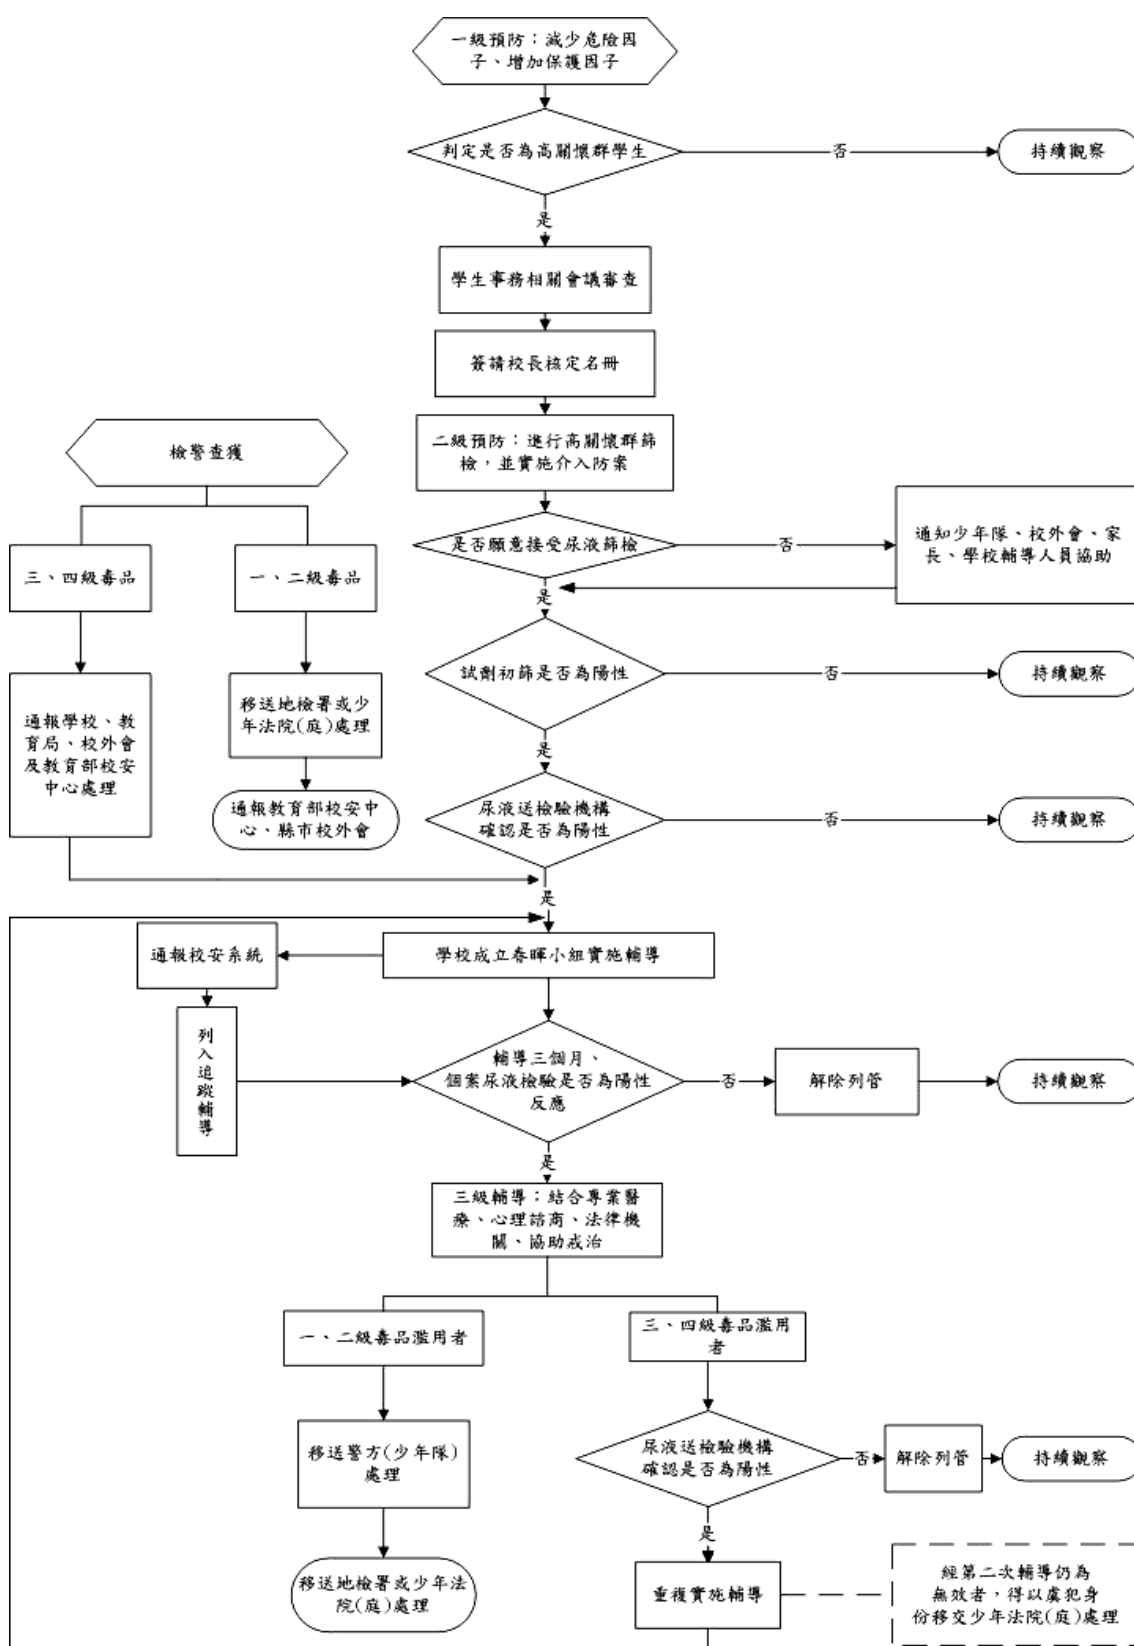 一級預防：減少危險因
子、增加保護因子
判定是否為高關懷群學生
否
持續觀察
是
學生事務相關會議審查
簽請校長核定名冊
檢警查獲
二級預防：進行高關懷群篩
檢，並實施介入防案
三、四級毒品
一、二級毒品
是否願意接受尿液篩檢
否
通知少年隊、校外會、家
長、學校輔導人員協助
是
試劑初篩是否為陽性
否
持續觀察
通報學校、教
育局、校外會
及教育部校安
中心處理
移送地檢署或少
年法院(庭)處理
是
通報教育部校安中
心、縣市校外會
尿液送檢驗機構
確認是否為陽性
否
持續觀察
是
通報校安系統
學校成立春暉小組實施輔導
列
入
追
蹤
輔
導
輔導三個月、
個案尿液檢驗是否為陽性
反應
否
解除列管
持續觀察
是
三級輔導：結合專業醫
療、心理諮商、法律機
關、協助戒治
一、二級毒品濫用者
三、四級毒品濫用
者
移送警方(少年隊)
處理
尿液送檢驗機構
確認是否為陽性
否
解除列管
持續觀察
是
移送地檢署或少年法
院(庭)處理
重複實施輔導
經第二次輔導仍為
無效者，得以虞犯身
份移交少年法院(庭)處理